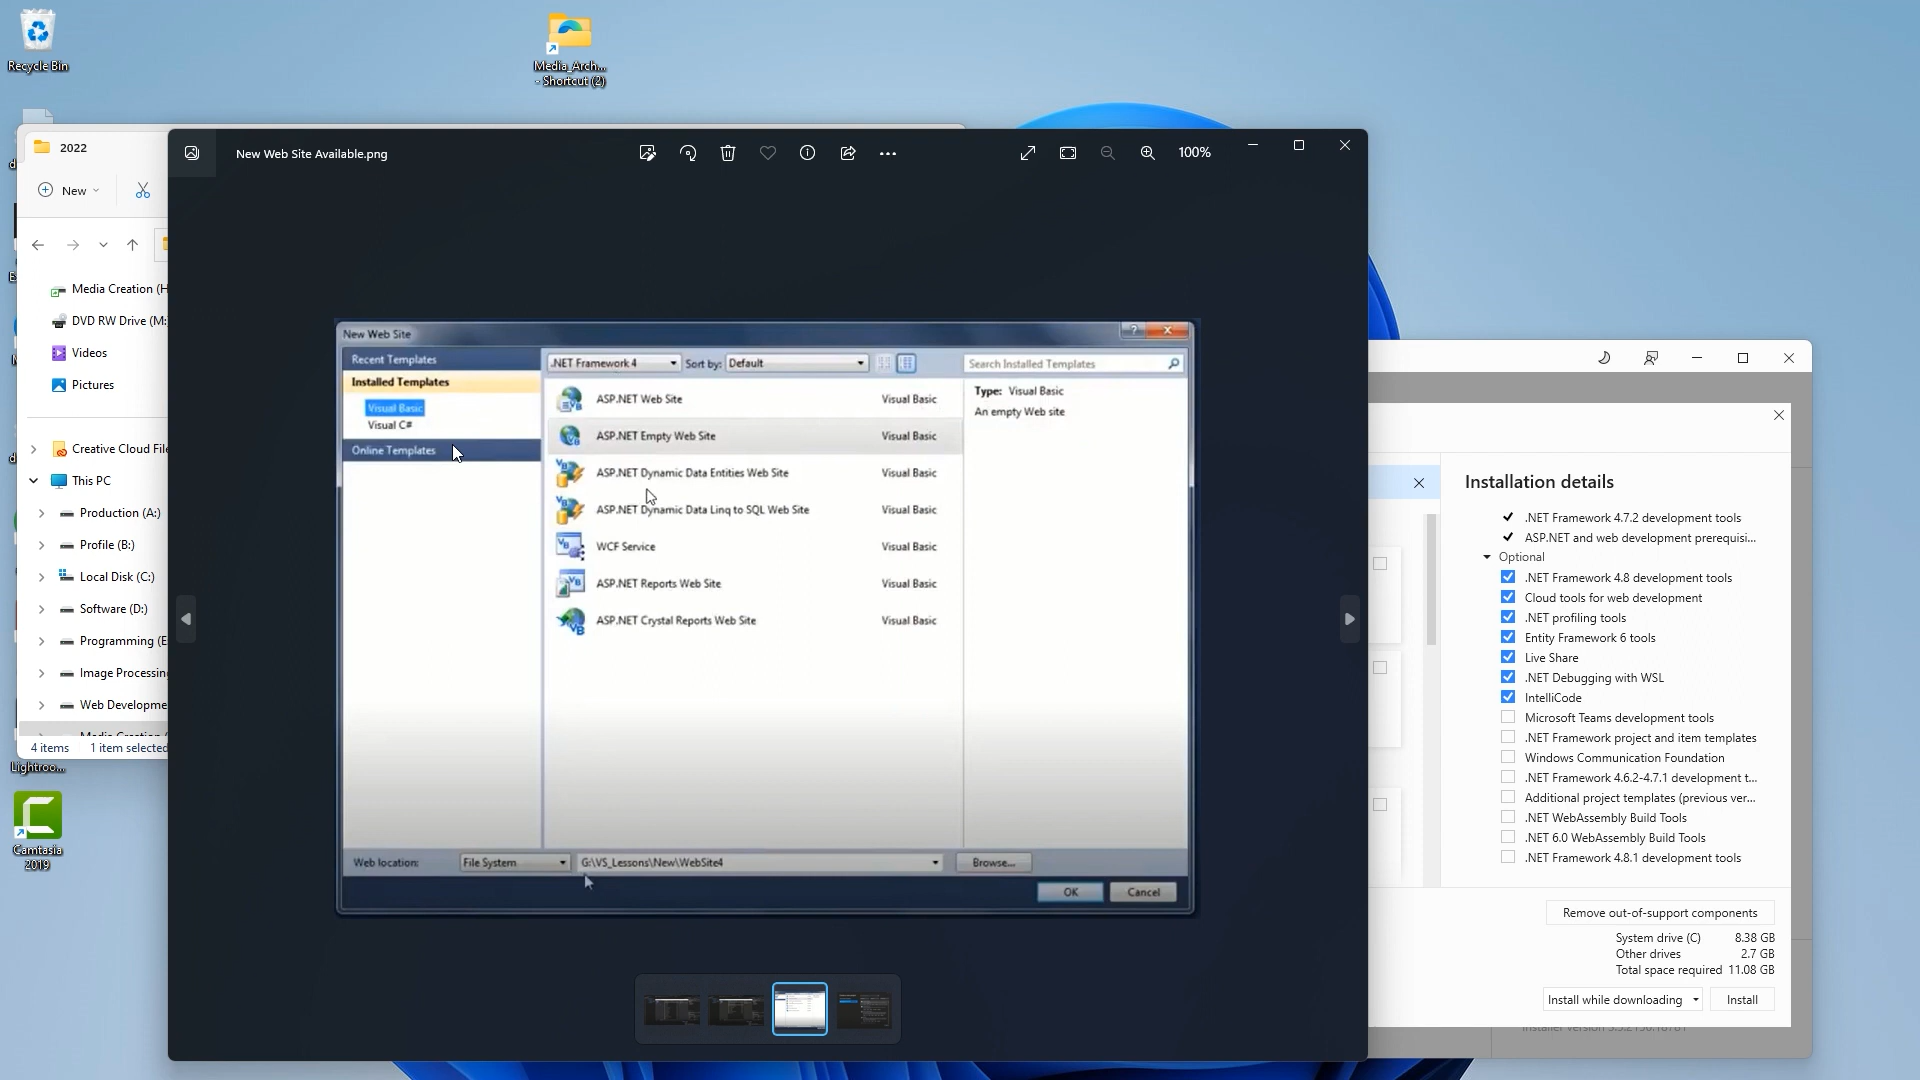 Recycle Bin
Media_Arch...
- Shortcut (2)
2022
New
Media Creation (H
DVD RW Drive (M:
Videos
Pictures
Creative Cloud File
This PC
Production (A:)
Profile (B:)
Local Disk (C:)
Software (D:)
Programming (E
Image Processin
Web Developme
4 items 1 item selected
Lightroo...
Camtasia
2019
New Web Site Available.png
100%
New Web Site
Recent Templates
Installed Templates
Visual Basic
Visual C#
Online Templates
.NET Framework 4 Sort by: Default
Search Installed Templates
ASP.NET Web Site Visual Basic
ASP.NET Empty Web Site Visual Basic
ASP.NET Dynamic Data Entities Web Site Visual Basic
ASP.NET Dynamic Data Linq to SQL Web Site Visual Basic
WCF Service Visual Basic
ASP.NET Reports Web Site Visual Basic
ASP.NET Crystal Reports Web Site Visual Basic
Type: Visual Basic
An empty Web site
Web location: File System G:\VS_Lessons\New\WebSite4 Browse...
OK Cancel
Installation details
.NET Framework 4.7.2 development tools
ASP.NET and web development prerequisi...
Optional
.NET Framework 4.8 development tools
Cloud tools for web development
.NET profiling tools
Entity Framework 6 tools
Live Share
.NET Debugging with WSL
IntelliCode
Microsoft Teams development tools
.NET Framework project and item templates
Windows Communication Foundation
.NET Framework 4.6.2-4.7.1 development t...
Additional project templates (previous ver...
.NET WebAssembly Build Tools
.NET 6.0 WebAssembly Build Tools
.NET Framework 4.8.1 development tools
Remove out-of-support components
System drive (C) 8.38 GB
Other drives 2.7 GB
Total space required 11.08 GB
Install while downloading Install